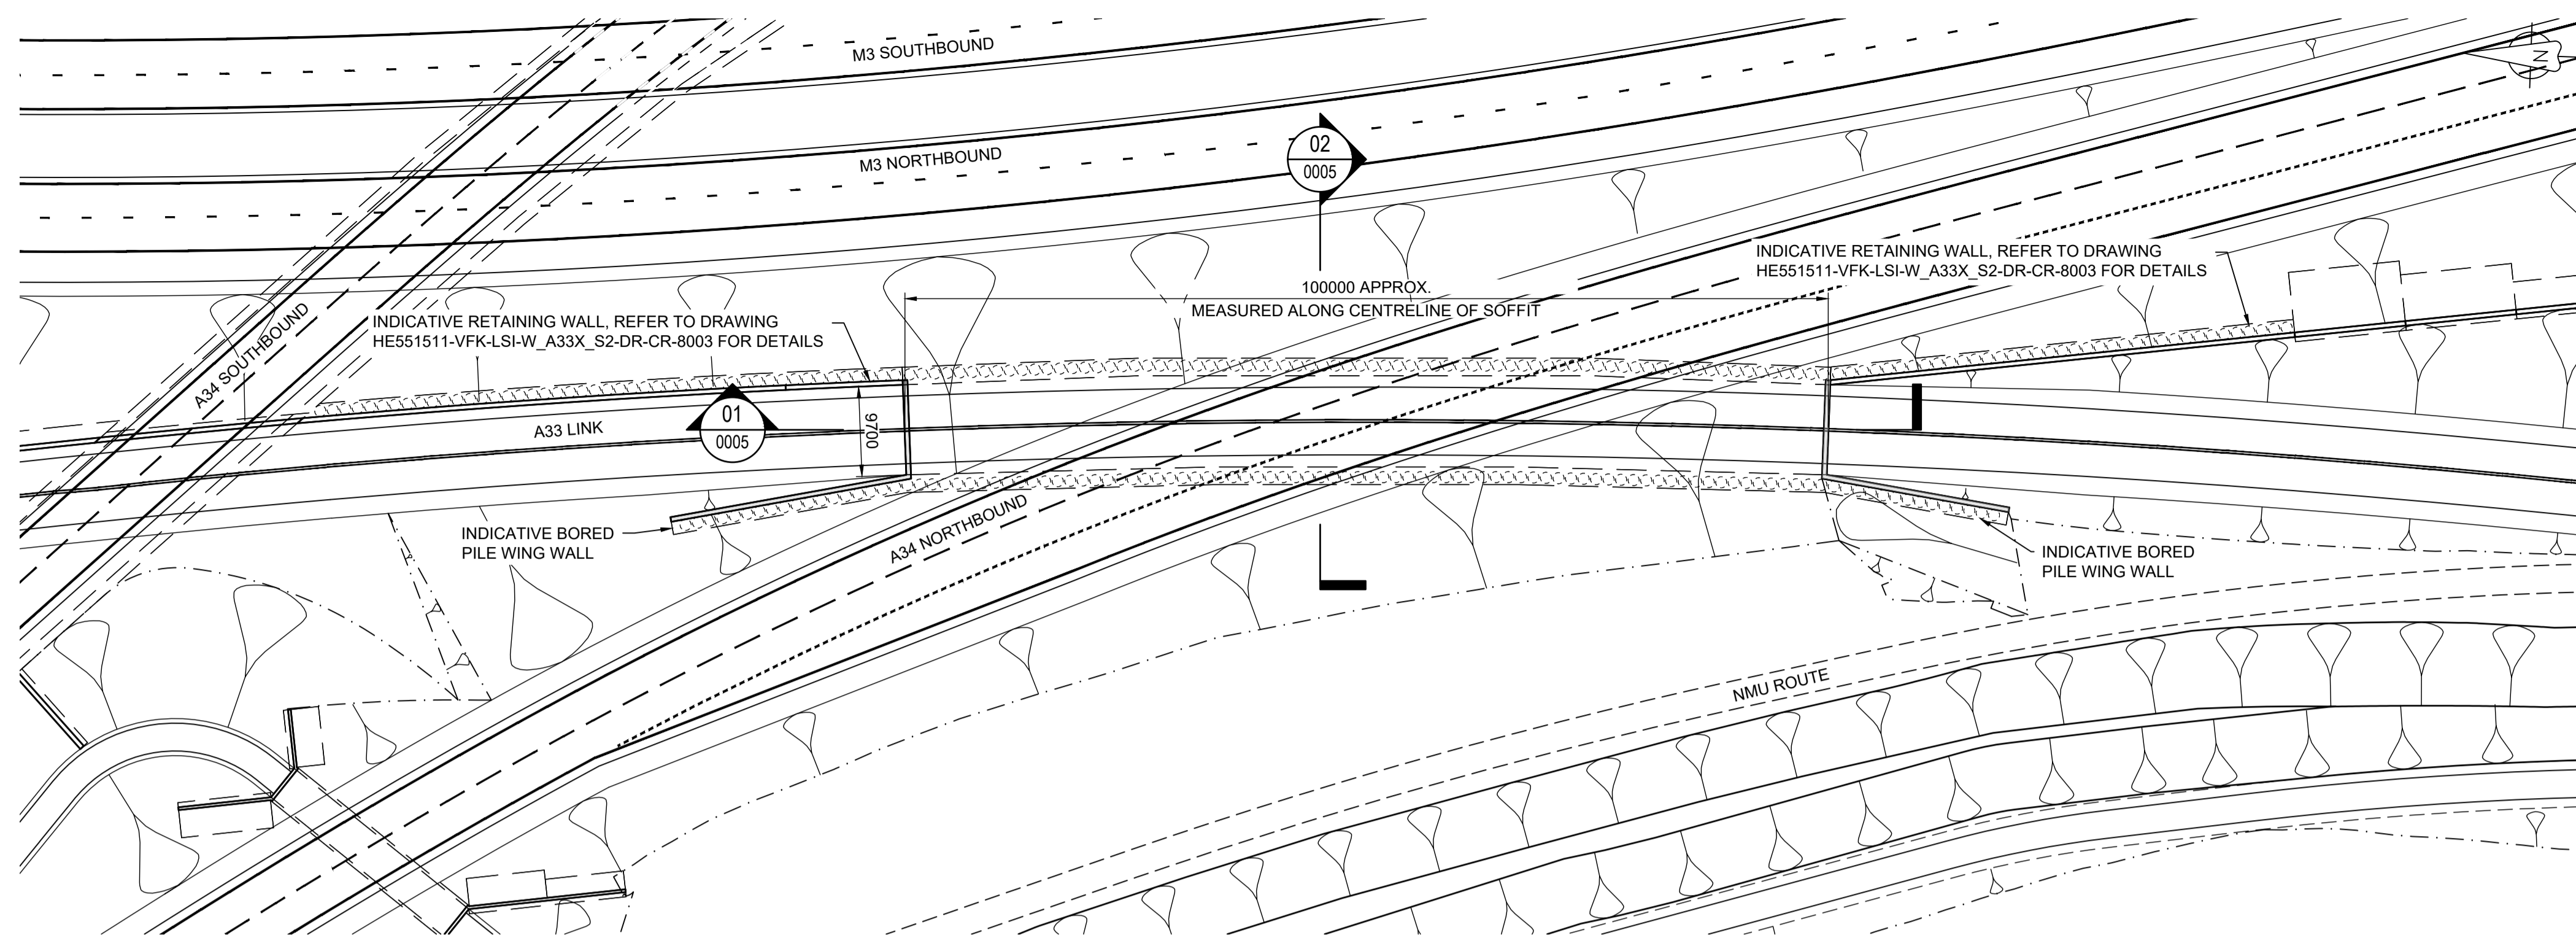 M3 SOUTHBOUND
N
M3 NORTHBOUND
02
0005
INDICATIVE RETAINING WALL, REFER TO DRAWING
HE551511-VFK-LSI-W_A33X_S2-DR-CR-8003 FOR DETAILS
100000 APPROX.
MEASURED ALONG CENTRELINE OF SOFFIT
INDICATIVE RETAINING WALL, REFER TO DRAWING
HE551511-VFK-LSI-W_A33X_S2-DR-CR-8003 FOR DETAILS
A34 SOUTHBOUND
01
0005
9700
A33 LINK
INDICATIVE BORED
PILE WING WALL
A34 NORTHBOUND
INDICATIVE BORED
PILE WING WALL
NMU ROUTE